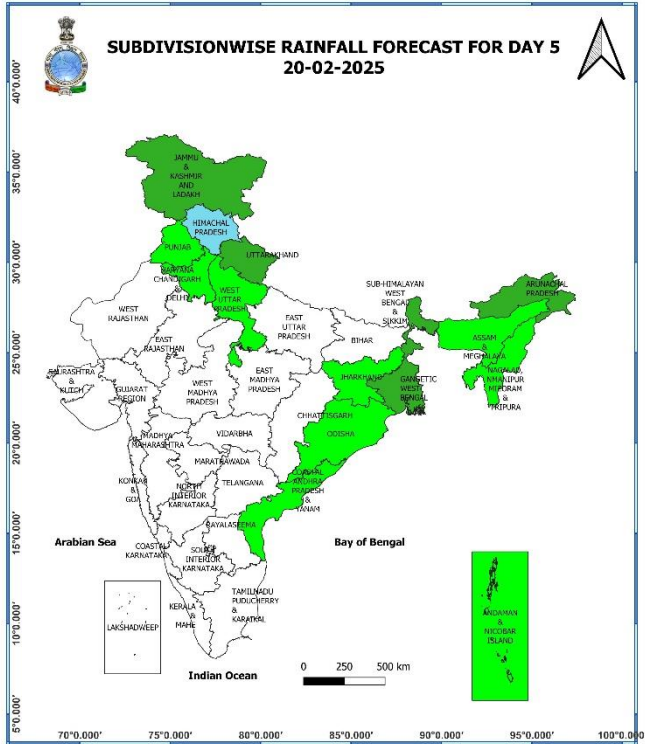 SUBDIVISIONWISE RAINFALL FORECAST FOR DAY 5
20-02-2025
40°0.000'
35°0.000'
30°0.000'
25°0.000'
20°0.000'
15°0.000'
10°0.000'
5°0.000'
JAMMU
&
KASHMIR
AND
LADAKH
HIMACHAL
PRADESH
PUNJAB
UTTARAKHAND
HARYANA
CHANDIGARH
&
DELHI
WEST
UTTAR
PRADESH
SUB-HIMALAYAN
WEST
BENGAL
&
SIKKIM
ARUNACHAL
PRADESH
WEST
RAJASTHAN
EAST
UTTAR
PRADESH
EAST
RAJASTHAN
BIHAR
ASSAM
&
MEGHALAYA
SAURASHTRA
&
KUTCH
GUJARAT
REGION
WEST
MADHYA
PRADESH
EAST
MADHYA
PRADESH
JHARKHAND
GANGETIC
WEST
BENGAL
&
TRIPURA
CHHATTISGARH
ODISHA
MADHYA
MAHARASHTRA
VIDARBHA
MARATHWADA
TELANGANA
COASTAL
ANDHRA
PRADESH
&
YANAM
KONKAN
&
GOA
NORTH
INTERIOR
KARNATAKA
RAYALASEEMA
Arabian Sea
COASTAL
KARNATAKA
SOUTH
INTERIOR
KARNATAKA
Bay of Bengal
TAMILNADU
PUDUCHERRY
&
KARAIKAL
KERALA
&
MAHE
LAKSHADWEEP
ANDAMAN
&
NICOBAR
ISLAND
Indian Ocean
0 250 500 km
70°0.000' 75°0.000' 80°0.000' 85°0.000' 90°0.000' 95°0.000' 100°0.000'